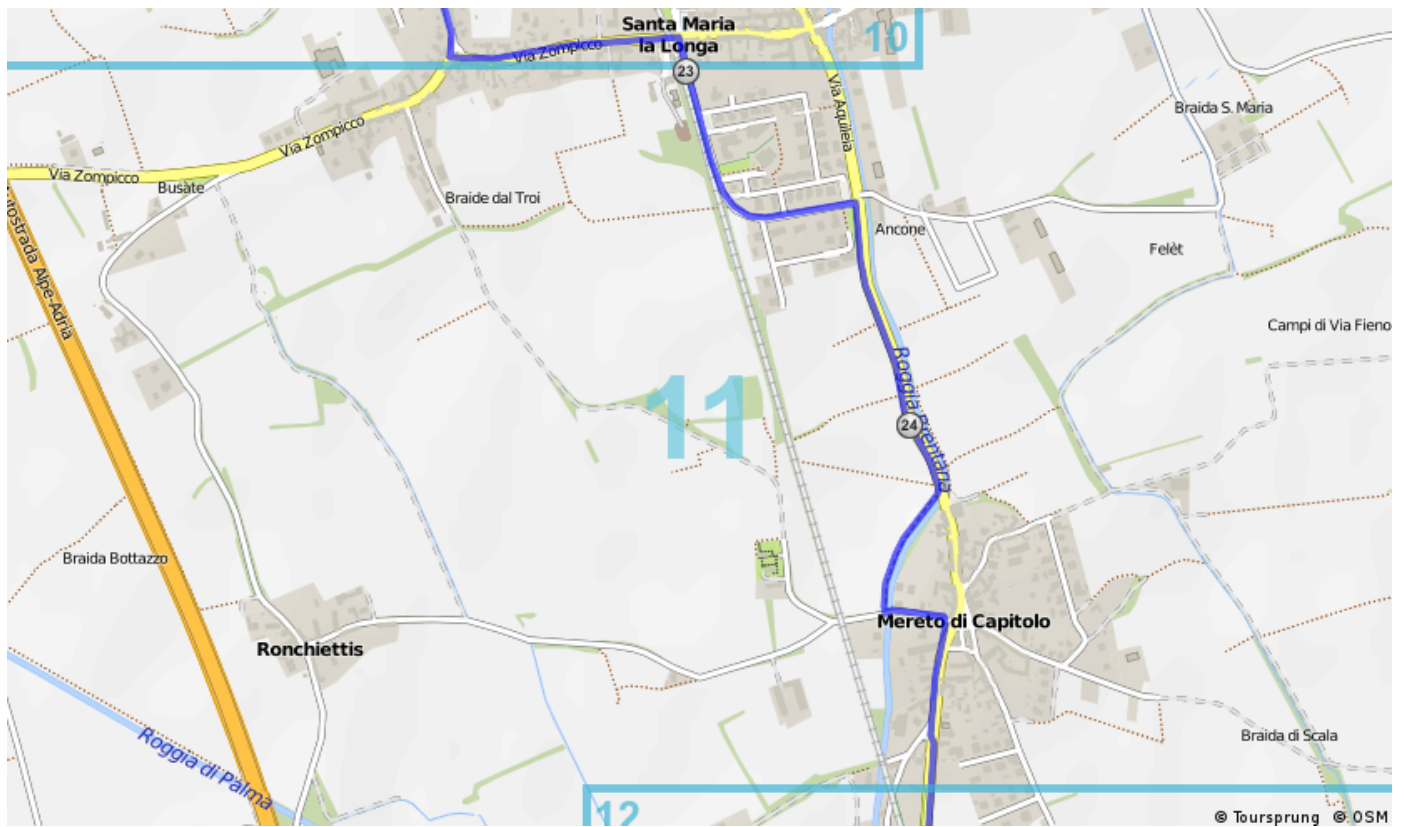 Santa Maria
la Longa
10
Via Zompicco
23
Via Aquileia
Braida S. Maria
Via Zompicco
Via Zompicco
Busate
Braide dal Troi
Ancone
Felèt
Autostrada Alpe-Adria
Campi di Via Fieno
11
Roggia Brentana
24
Braida Bottazzo
Mereto di Capitolo
Ronchiettis
Roggia di Palma
Braida di Scala
12
© Toursprung © OSM